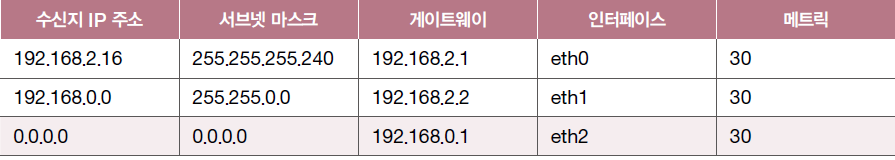 수신지 IP 주소 서브넷 마스크 게이트웨이 인터페이스 메트릭
192.168.2.16 255.255.255.240 192.168.2.1 eth0 30
192.168.0.0 255.255.0.0 192.168.2.2 eth1 30
0.0.0.0 0.0.0.0 192.168.0.1 eth2 30